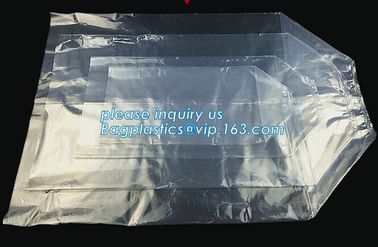 please inquiry us
Bagplastics@vip.163.com